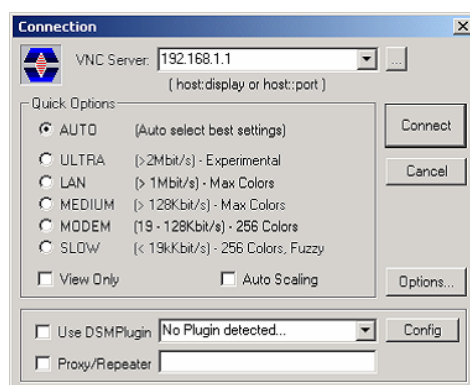 Connection
VNC Server: 192.168.1.1 ...
( host:display or host::port )
Quick Options
AUTO (Auto select best settings)
ULTRA (>2Mbit/s) - Experimental
LAN (> 1Mbit/s) - Max Colors
MEDIUM (> 128Kbit/s) - Max Colors
MODEM (19 - 128Kbit/s) - 256 Colors
SLOW (< 19kKbit/s) - 256 Colors, Fuzzy
View Only Auto Scaling
Connect
Cancel
Options...
Use DSMPlugin No Plugin detected... Config
Proxy/Repeater